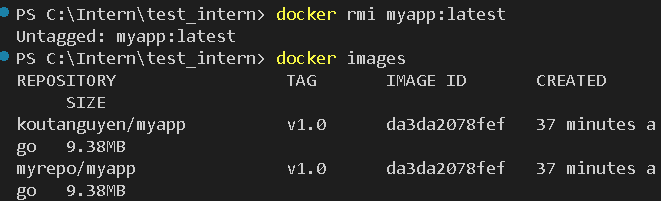 PS C:\Intern\test_intern> docker rmi myapp:latest
Untagged: myapp:latest
PS C:\Intern\test_intern> docker images
REPOSITORY TAG IMAGE ID CREATED
SIZE
koutanguyen/myapp v1.0 da3da2078fef 37 minutes a
go 9.38MB
myrepo/myapp v1.0 da3da2078fef 37 minutes a
go 9.38MB